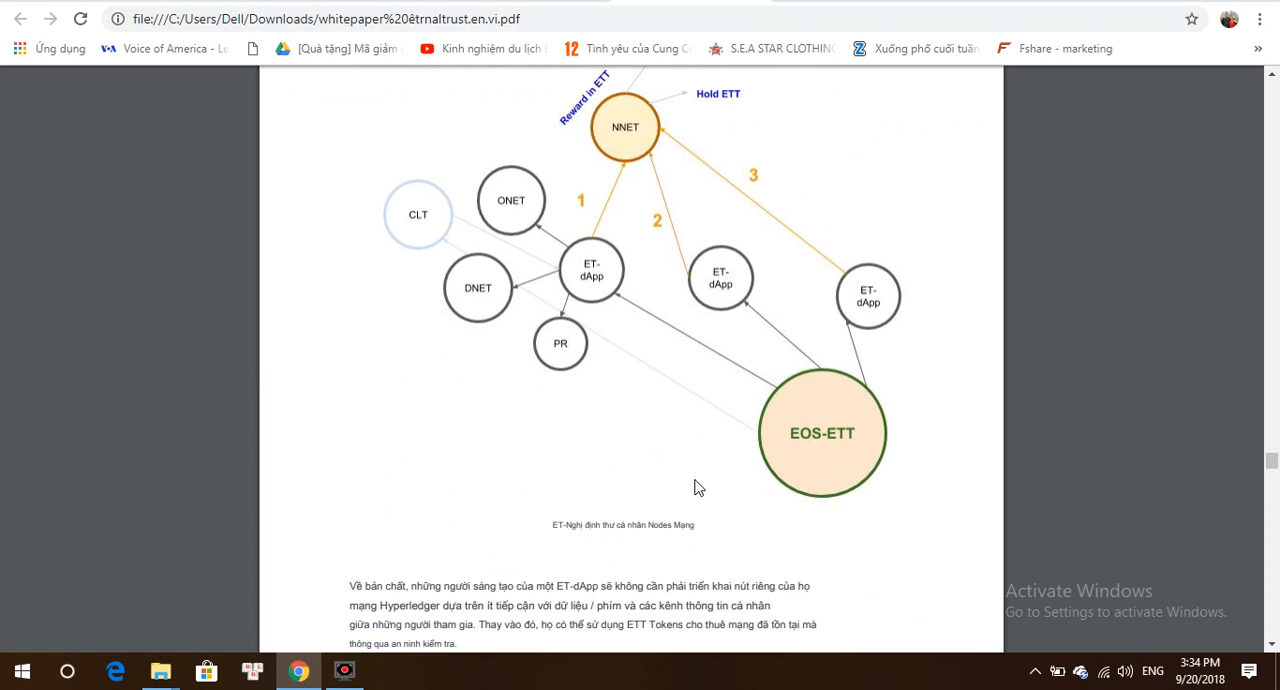 file:///C:/Users/Dell/Downloads/whitepaper%20êtrnaltrust.en.vi.pdf
Ứng dụng
Voice of America - Le
[Quà tặng] Mã giảm
Kinh nghiệm du lịch
12 Tình yêu của Cung Co
S.E.A STAR CLOTHING
Xuống phố cuối tuần
Fshare - marketing
»
Reward in ETT
Hold ETT
NNET
1
2
3
CLT
ONET
DNET
ET-
dApp
PR
ET-
dApp
ET-
dApp
EOS-ETT
ET-Nghị định thư cá nhân Nodes Mạng
Về bản chất, những người sáng tạo của một ET-dApp sẽ không cần phải triển khai nút riêng của họ
mạng Hyperledger dựa trên ít tiếp cận với dữ liệu / phím và các kênh thông tin cá nhân
giữa những người tham gia. Thay vào đó, họ có thể sử dụng ETT Tokens cho thuê mạng đã tồn tại mà
thông qua an ninh kiểm tra.
Activate Windows
Go to Settings to activate Windows.
ENG
3:34 PM
9/20/2018